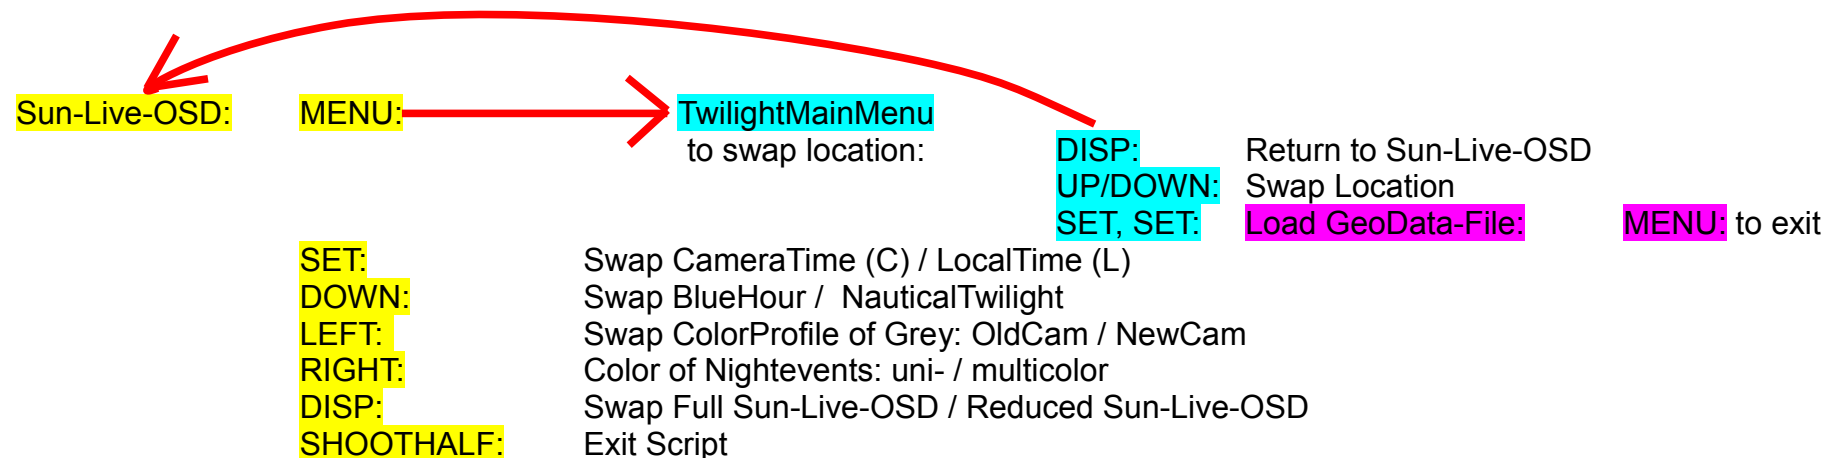 Sun-Live-OSD: MENU: TwilightMainMenu
to swap location: DISP: Return to Sun-Live-OSD
UP/DOWN: Swap Location
SET, SET: Load GeoData-File: MENU: to exit
SET: Swap CameraTime (C) / LocalTime (L)
DOWN: Swap BlueHour / NauticalTwilight
LEFT: Swap ColorProfile of Grey: OldCam / NewCam
RIGHT: Color of Nightevents: uni- / multicolor
DISP: Swap Full Sun-Live-OSD / Reduced Sun-Live-OSD
SHOOTHALF: Exit Script